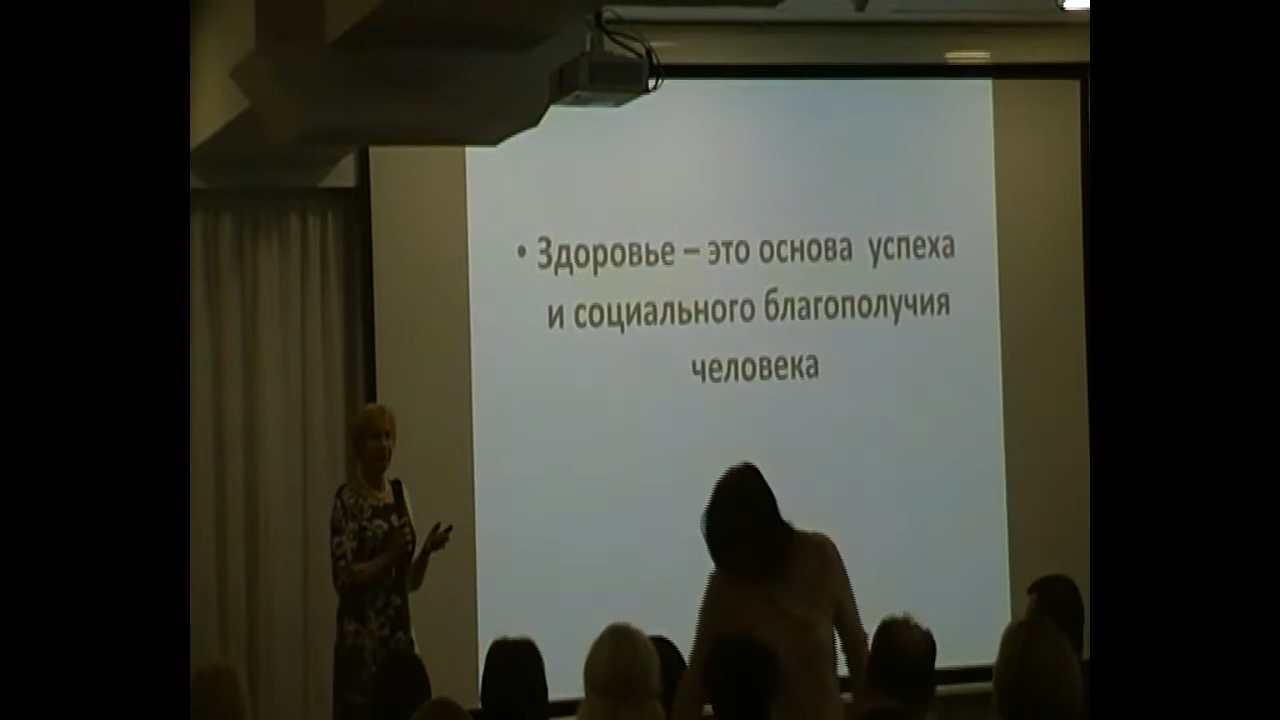 • Здоровье – это основа успеха
и социального благополучия
человека